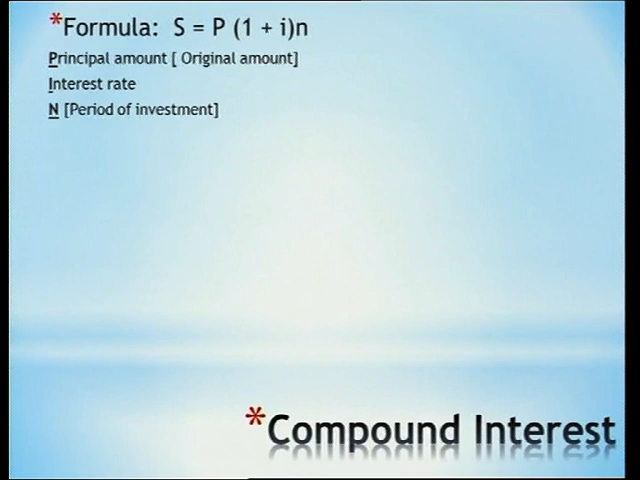 *Formula: S = P (1 + i)n
Principal amount [ Original amount]
Interest rate
N [Period of investment]
*Compound Interest